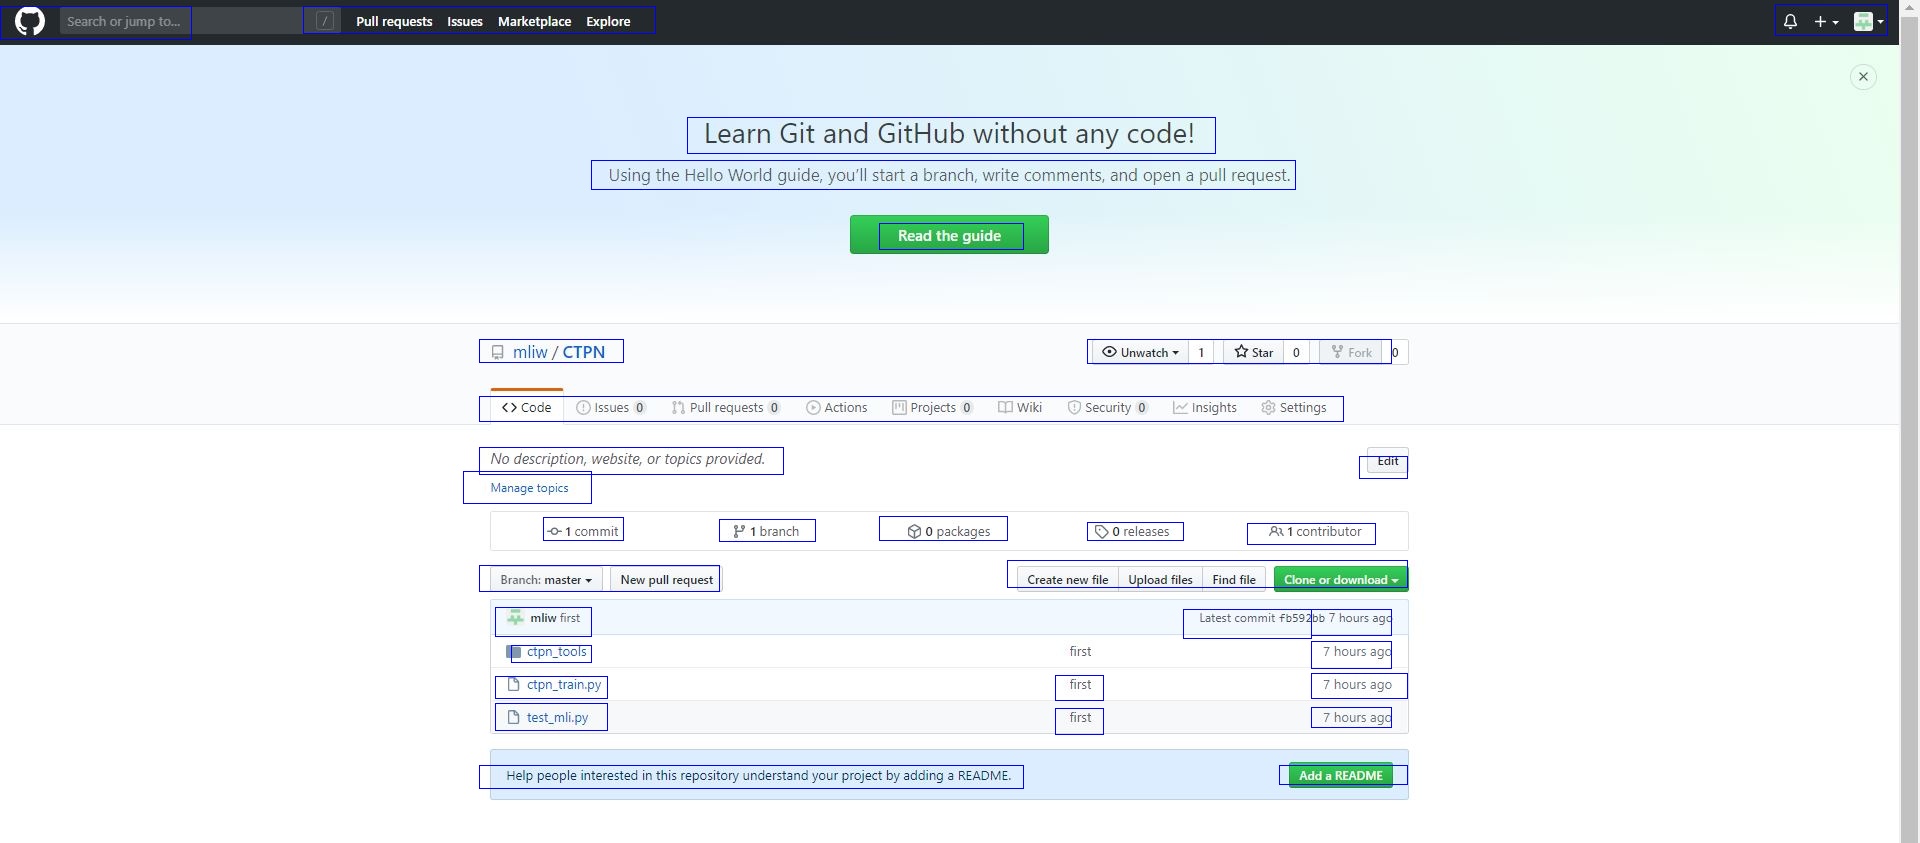 Search or jump to... / Pull requests Issues Marketplace Explore
Learn Git and GitHub without any code!
Using the Hello World guide, you’ll start a branch, write comments, and open a pull request.
Read the guide
mliw / CTPN Unwatch 1 Star 0 Fork 0
Code Issues 0 Pull requests 0 Actions Projects 0 Wiki Security 0 Insights Settings
No description, website, or topics provided. Edit
Manage topics
1 commit 1 branch 0 packages 0 releases 1 contributor
Branch: master New pull request Create new file Upload files Find file Clone or download
mliw first Latest commit fb592bb 7 hours ago
ctpn_tools first 7 hours ago
ctpn_train.py first 7 hours ago
test_mli.py first 7 hours ago
Help people interested in this repository understand your project by adding a README. Add a README